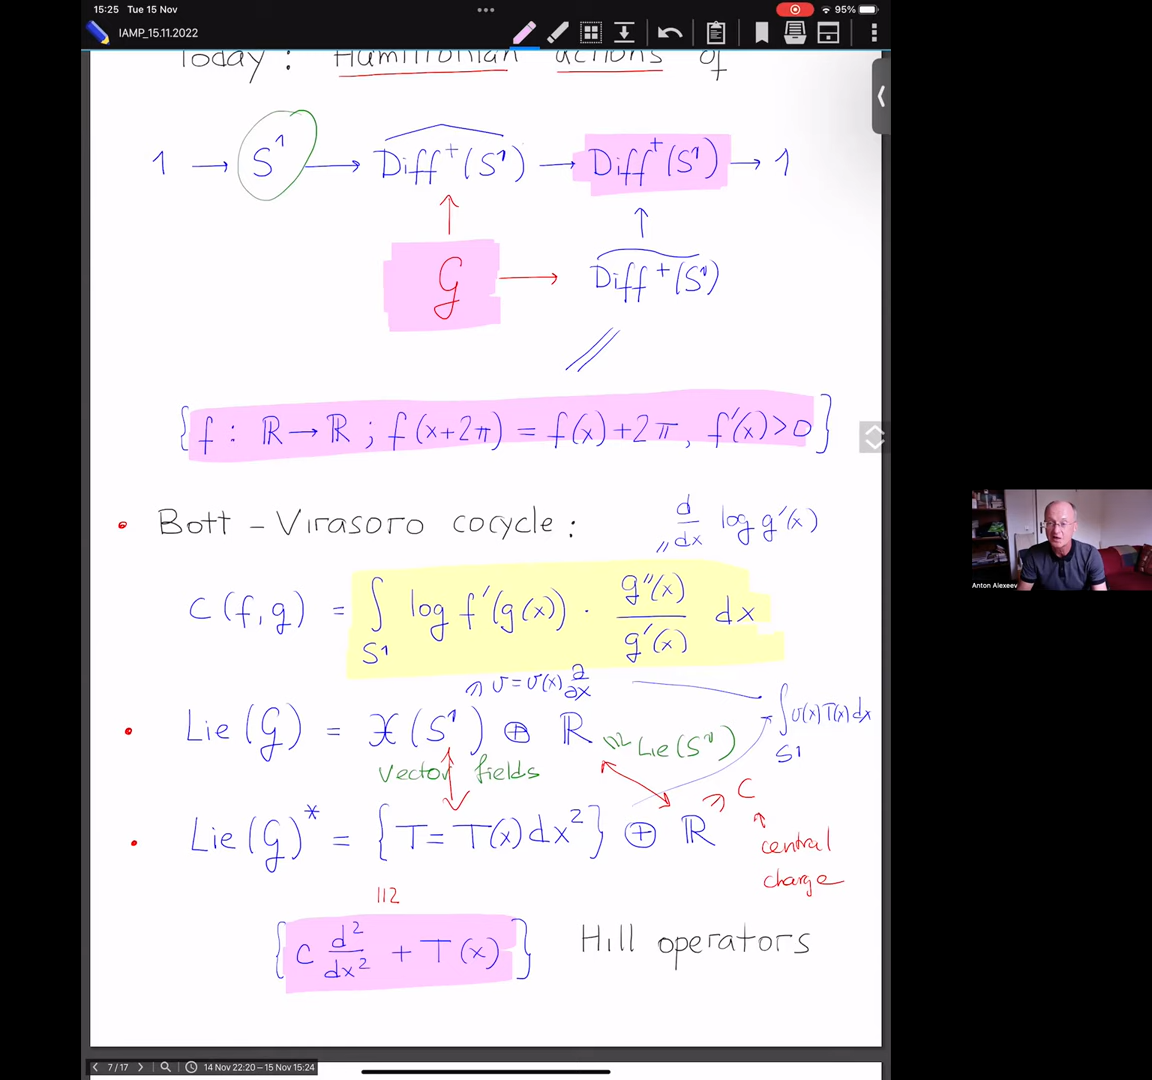 15:25 Tue 15 Nov
95%
IAMP_15.11.2022
Today : Hamiltonian actions of
1 → S¹ → Diff⁺(S¹) → Diff⁺(S¹) → 1
G → Diff⁺(S¹)
{ f : ℝ → ℝ ; f(x+2π) = f(x)+2π, f′(x)>0 }
• Bott – Virasoro cocycle :
d/dx log g′(x)
C(f,g) = ∫_S¹ log f′(g(x)) · g″(x)/g′(x) dx
υ = υ(x) ∂/∂x
• Lie(G) = 𝔛(S¹) ⊕ ℝ ≅ Lie(S¹)
∫_S¹ υ(x)T(x)dx
vector fields
• Lie(G)* = { T = T(x)dx² } ⊕ ℝ ∋ c
central
charge
{ c d²/dx² + T(x) } Hill operators
Anton Alexeev
7/17
14 Nov 22:20 – 15 Nov 15:24